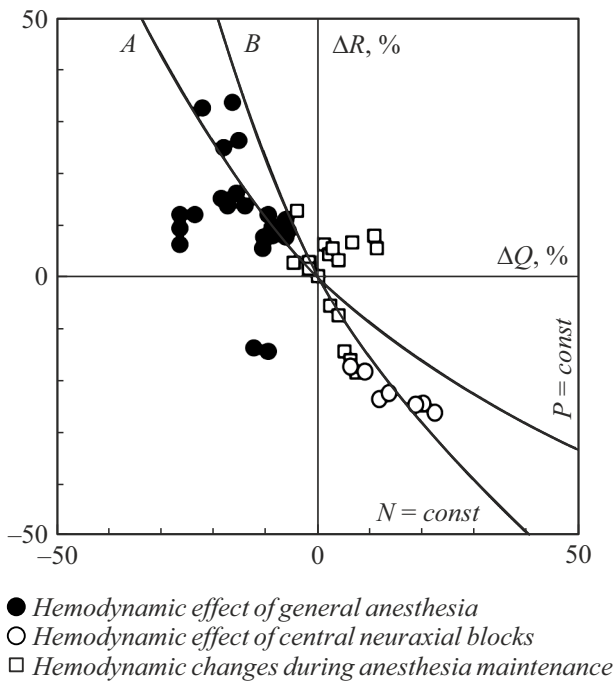 50
A
B
ΔR, %
0
ΔQ, %
P = const
N = const
−50
−50
0
50
Hemodynamic effect of general anesthesia
Hemodynamic effect of central neuraxial blocks
Hemodynamic changes during anesthesia maintenance